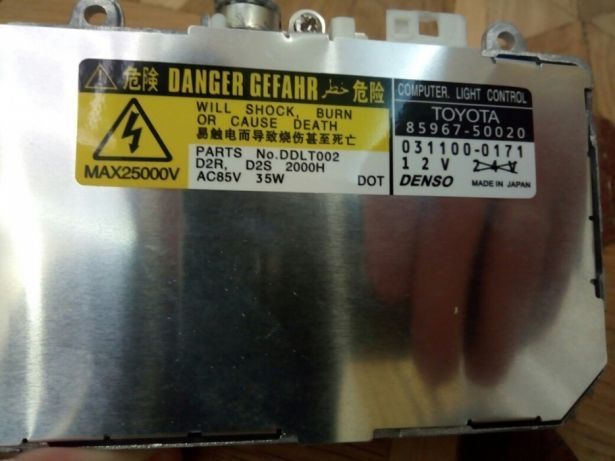 危険 DANGER GEFAHR خطر 危险
WILL SHOCK, BURN
OR CAUSE DEATH
易触电而导致烧伤甚至死亡
MAX25000V
PARTS No.DDLT002
D2R, D2S 2000H
AC85V 35W DOT
COMPUTER. LIGHT CONTROL
TOYOTA
85967-50020
031100-0171
12V
DENSO MADE IN JAPAN